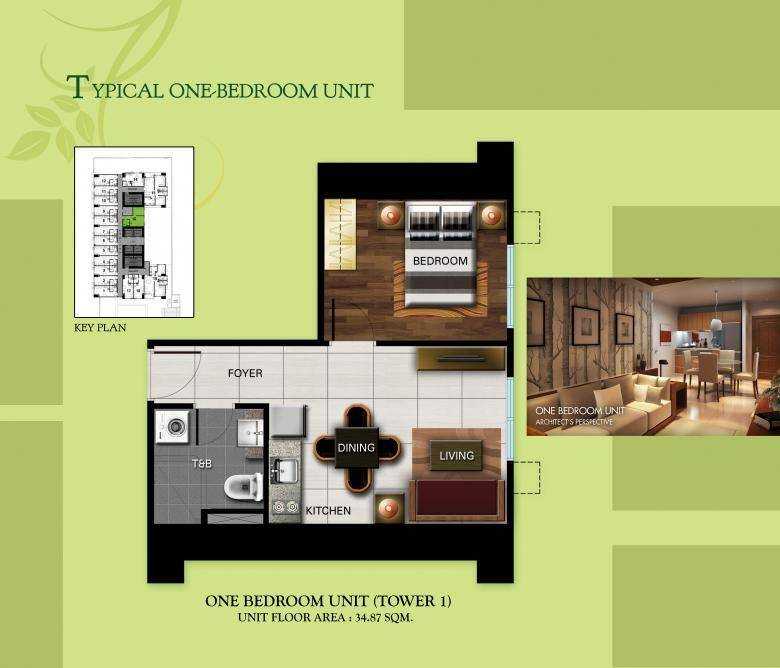 TYPICAL ONE-BEDROOM UNIT
KEY PLAN
BEDROOM
FOYER
T&B
DINING
LIVING
KITCHEN
ONE BEDROOM UNIT
ARCHITECT'S PERSPECTIVE
ONE BEDROOM UNIT (TOWER 1)
UNIT FLOOR AREA : 34.87 SQM.